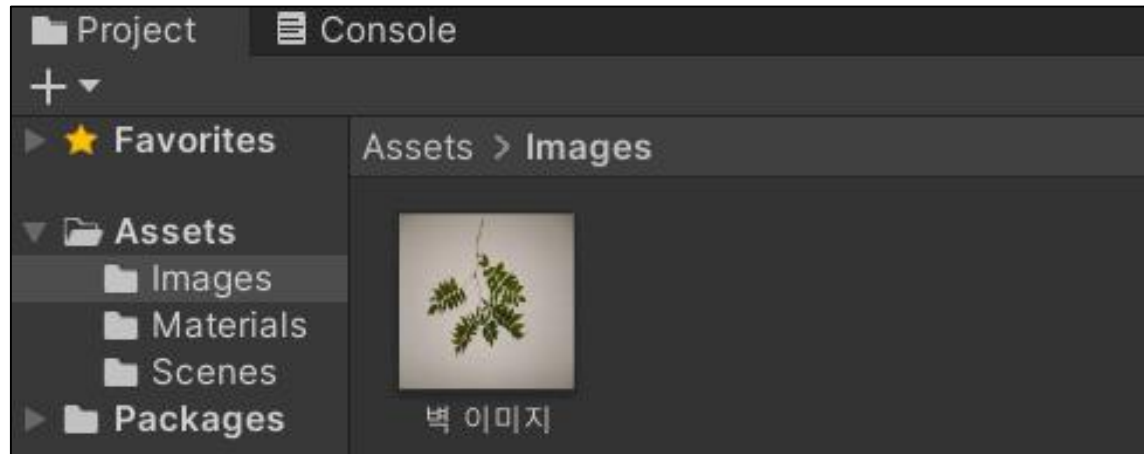 Project
Console
Favorites
Assets > Images
Assets
Images
Materials
Scenes
Packages
벽 이미지